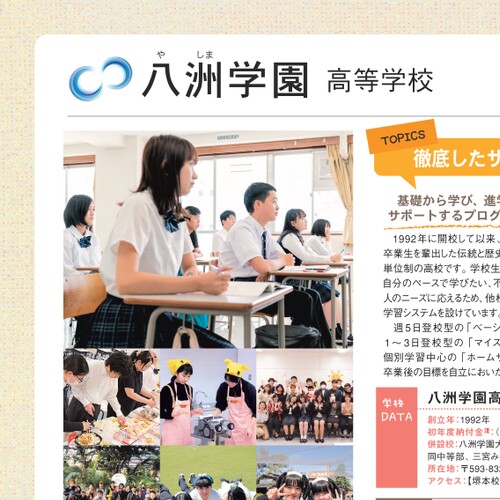 や しま
八洲学園 高等学校
TOPICS
徹底したサ
基礎から学び、進学
サポートするプログ
1992年に開校して以来、
卒業生を輩出した伝統と歴史
単位制の高校です。学校生
自分のペースで学びたい、不
人のニーズに応えるため、他校
学習システムを設けています。
週5日登校型の「ベーシ
1～3日登校型の「マイス
個別学習中心の「ホームサ
卒業後の目標を自立におい
学校
DATA
八洲学園高
創立年：1992年
初年度納付金：
併設校：八洲学園大
同中等部、三宮み
所在地：〒593-83
アクセス：【堺本校